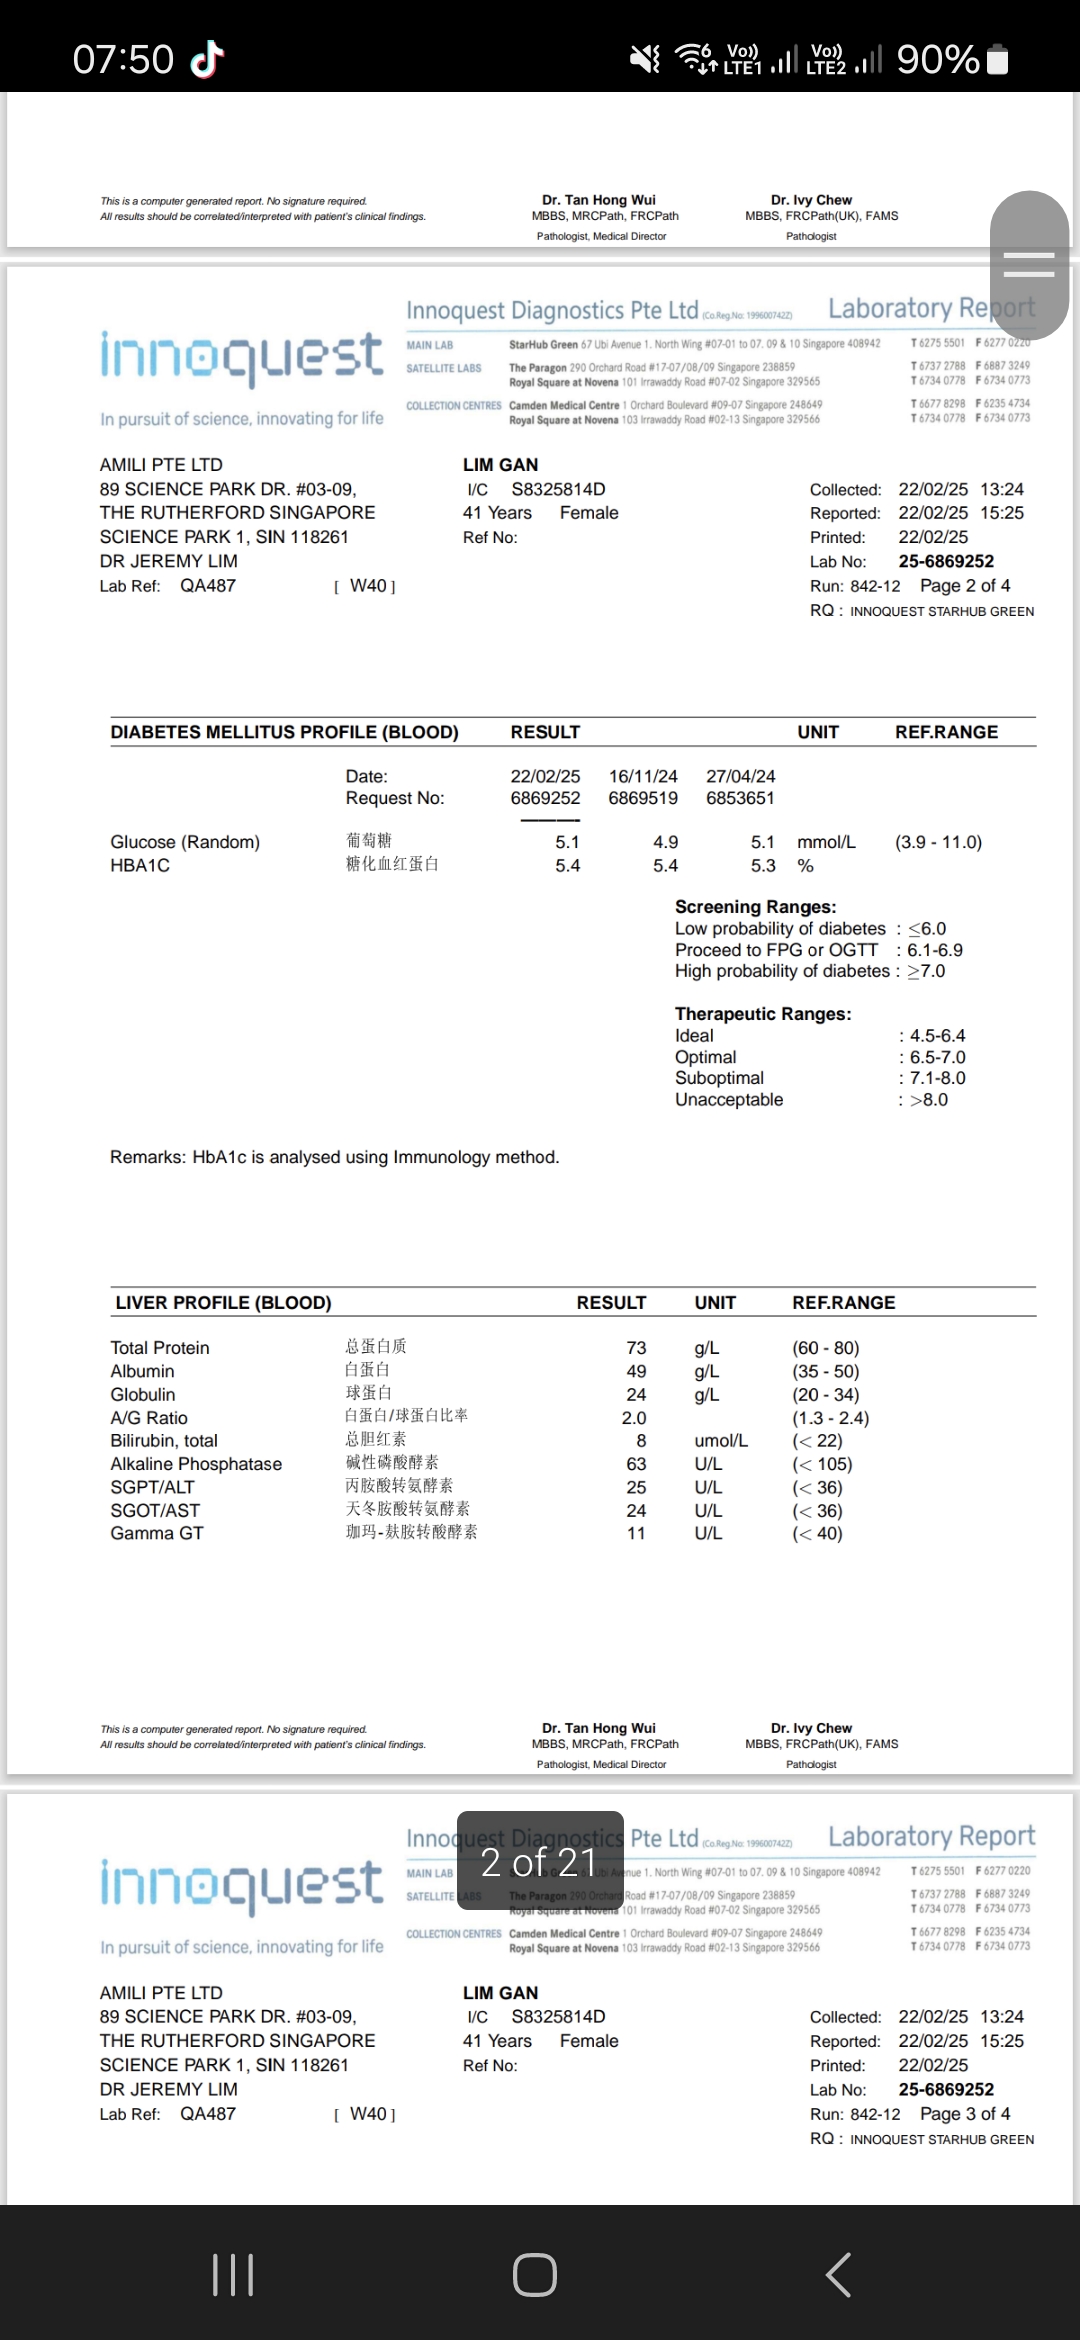 07:50
6 Vo)) LTE1 Vo)) LTE2 90%
This is a computer generated report. No signature required.
All results should be correlated/interpreted with patient's clinical findings.
Dr. Tan Hong Wui
MBBS, MRCPath, FRCPath
Pathologist, Medical Director
Dr. Ivy Chew
MBBS, FRCPath(UK), FAMS
Pathologist
innoquest
In pursuit of science, innovating for life
Innoquest Diagnostics Pte Ltd (Co.Reg.No: 199600742Z) Laboratory Report
MAIN LAB StarHub Green 67 Ubi Avenue 1. North Wing #07-01 to 07. 09 & 10 Singapore 408942 T 6275 5501 F 6277 0220
SATELLITE LABS The Paragon 290 Orchard Road #17-07/08/09 Singapore 238859 T 6737 2788 F 6887 3249
Royal Square at Novena 101 Irrawaddy Road #07-02 Singapore 329565 T 6734 0778 F 6734 0773
COLLECTION CENTRES Camden Medical Centre 1 Orchard Boulevard #09-07 Singapore 248649 T 6677 8298 F 6235 4734
Royal Square at Novena 103 Irrawaddy Road #02-13 Singapore 329566 T 6734 0778 F 6734 0773
AMILI PTE LTD
89 SCIENCE PARK DR. #03-09,
THE RUTHERFORD SINGAPORE
SCIENCE PARK 1, SIN 118261
DR JEREMY LIM
Lab Ref: QA487 [ W40 ]
LIM GAN
I/C S8325814D
41 Years Female
Ref No:
Collected: 22/02/25 13:24
Reported: 22/02/25 15:25
Printed: 22/02/25
Lab No: 25-6869252
Run: 842-12 Page 2 of 4
RQ : INNOQUEST STARHUB GREEN
DIABETES MELLITUS PROFILE (BLOOD) RESULT UNIT REF.RANGE
Date: 22/02/25 16/11/24 27/04/24
Request No: 6869252 6869519 6853651
Glucose (Random) 葡萄糖 5.1 4.9 5.1 mmol/L (3.9 - 11.0)
HBA1C 糖化血红蛋白 5.4 5.4 5.3 %
Screening Ranges:
Low probability of diabetes : ≤6.0
Proceed to FPG or OGTT : 6.1-6.9
High probability of diabetes : ≥7.0
Therapeutic Ranges:
Ideal : 4.5-6.4
Optimal : 6.5-7.0
Suboptimal : 7.1-8.0
Unacceptable : >8.0
Remarks: HbA1c is analysed using Immunology method.
LIVER PROFILE (BLOOD) RESULT UNIT REF.RANGE
Total Protein 总蛋白质 73 g/L (60 - 80)
Albumin 白蛋白 49 g/L (35 - 50)
Globulin 球蛋白 24 g/L (20 - 34)
A/G Ratio 白蛋白/球蛋白比率 2.0 (1.3 - 2.4)
Bilirubin, total 总胆红素 8 umol/L (< 22)
Alkaline Phosphatase 碱性磷酸酵素 63 U/L (< 105)
SGPT/ALT 丙胺酸转氨酵素 25 U/L (< 36)
SGOT/AST 天冬胺酸转氨酵素 24 U/L (< 36)
Gamma GT 珈玛-麸胺转酸酵素 11 U/L (< 40)
This is a computer generated report. No signature required.
All results should be correlated/interpreted with patient's clinical findings.
Dr. Tan Hong Wui
MBBS, MRCPath, FRCPath
Pathologist, Medical Director
Dr. Ivy Chew
MBBS, FRCPath(UK), FAMS
Pathologist
2 of 21
innoquest
In pursuit of science, innovating for life
Innoquest Diagnostics Pte Ltd (Co.Reg.No: 199600742Z) Laboratory Report
MAIN LAB Ubi Avenue 1. North Wing #07-01 to 07. 09 & 10 Singapore 408942 T 6275 5501 F 6277 0220
SATELLITE LABS The Paragon 290 Orchard Road #17-07/08/09 Singapore 238859 T 6737 2788 F 6887 3249
Royal Square at Novena 101 Irrawaddy Road #07-02 Singapore 329565 T 6734 0778 F 6734 0773
COLLECTION CENTRES Camden Medical Centre 1 Orchard Boulevard #09-07 Singapore 248649 T 6677 8298 F 6235 4734
Royal Square at Novena 103 Irrawaddy Road #02-13 Singapore 329566 T 6734 0778 F 6734 0773
AMILI PTE LTD
89 SCIENCE PARK DR. #03-09,
THE RUTHERFORD SINGAPORE
SCIENCE PARK 1, SIN 118261
DR JEREMY LIM
Lab Ref: QA487 [ W40 ]
LIM GAN
I/C S8325814D
41 Years Female
Ref No:
Collected: 22/02/25 13:24
Reported: 22/02/25 15:25
Printed: 22/02/25
Lab No: 25-6869252
Run: 842-12 Page 3 of 4
RQ : INNOQUEST STARHUB GREEN